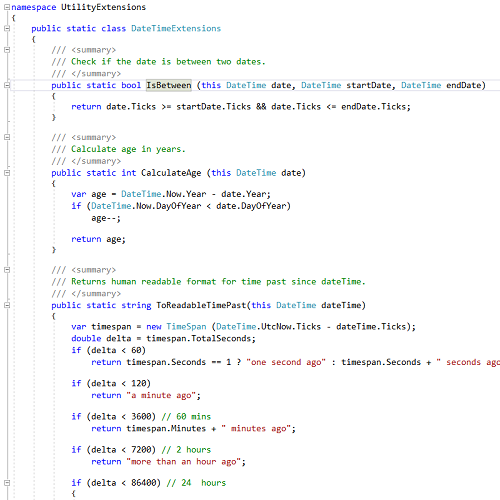 namespace UtilityExtensions
{
    public static class DateTimeExtensions
    {
        /// <summary>
        /// Check if the date is between two dates.
        /// </summary>
        public static bool IsBetween (this DateTime date, DateTime startDate, DateTime endDate)
        {
            return date.Ticks >= startDate.Ticks && date.Ticks <= endDate.Ticks;
        }

        /// <summary>
        /// Calculate age in years.
        /// </summary>
        public static int CalculateAge (this DateTime date)
        {
            var age = DateTime.Now.Year - date.Year;
            if (DateTime.Now.DayOfYear < date.DayOfYear)
                age--;

            return age;
        }

        /// <summary>
        /// Returns human readable format for time past since dateTime.
        /// </summary>
        public static string ToReadableTimePast(this DateTime dateTime)
        {
            var timespan = new TimeSpan (DateTime.UtcNow.Ticks - dateTime.Ticks);
            double delta = timespan.TotalSeconds;
            if (delta < 60)
                return timespan.Seconds == 1 ? "one second ago" : timespan.Seconds + " seconds ago

            if (delta < 120)
                return "a minute ago";

            if (delta < 3600) // 60 mins
                return timespan.Minutes + " minutes ago";

            if (delta < 7200) // 2 hours
                return "more than an hour ago";

            if (delta < 86400) // 24  hours
            {